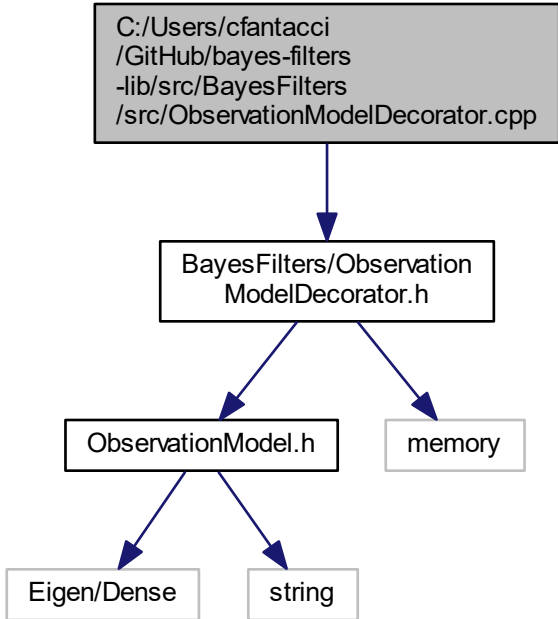 C:/Users/cfantacci
/GitHub/bayes-filters
-lib/src/BayesFilters
/src/ObservationModelDecorator.cpp
BayesFilters/Observation
ModelDecorator.h
ObservationModel.h
memory
Eigen/Dense
string